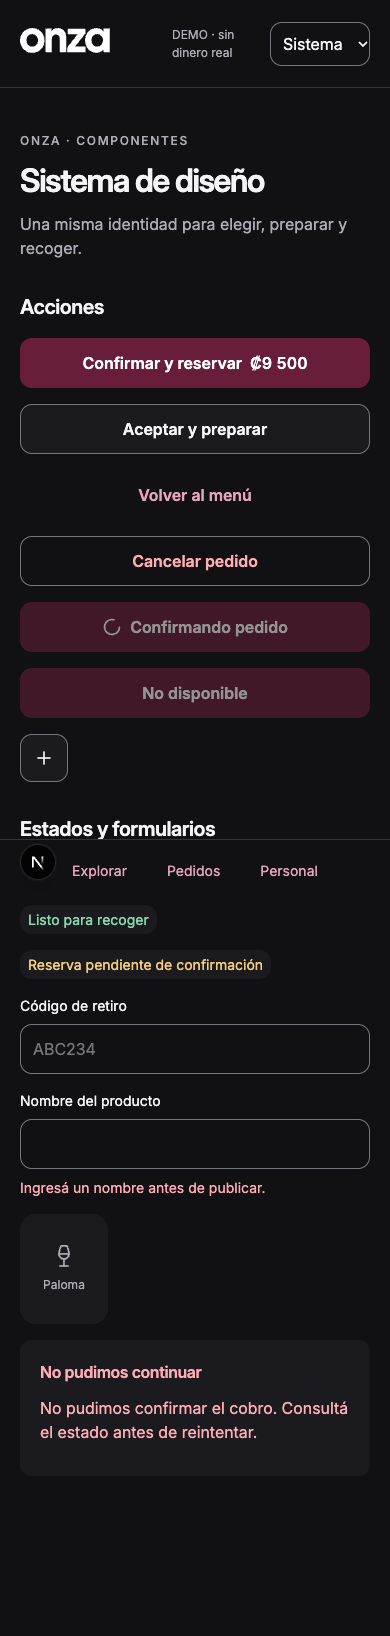 onza
DEMO · sin
dinero real
Sistema
ONZA · COMPONENTES
Sistema de diseño
Una misma identidad para elegir, preparar y
recoger.
Acciones
Confirmar y reservar ₡9 500
Aceptar y preparar
Volver al menú
Cancelar pedido
Confirmando pedido
No disponible
+
Estados y formularios
N
Explorar
Pedidos
Personal
Listo para recoger
Reserva pendiente de confirmación
Código de retiro
ABC234
Nombre del producto
Ingresá un nombre antes de publicar.
Paloma
No pudimos continuar
No pudimos confirmar el cobro. Consultá
el estado antes de reintentar.